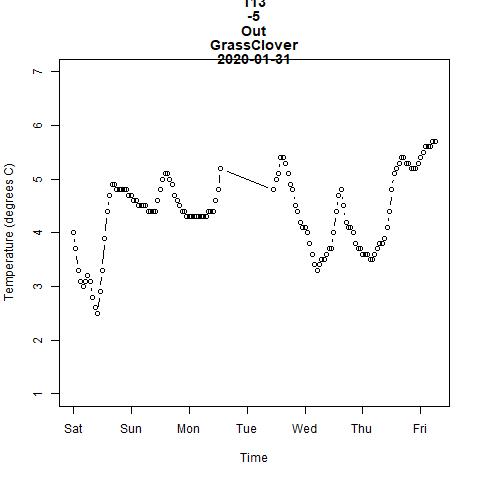 T13
-5
Out
GrassClover
2020-01-31
Temperature (degrees C)
7
6
5
4
3
2
1
Sat Sun Mon Tue Wed Thu Fri
Time